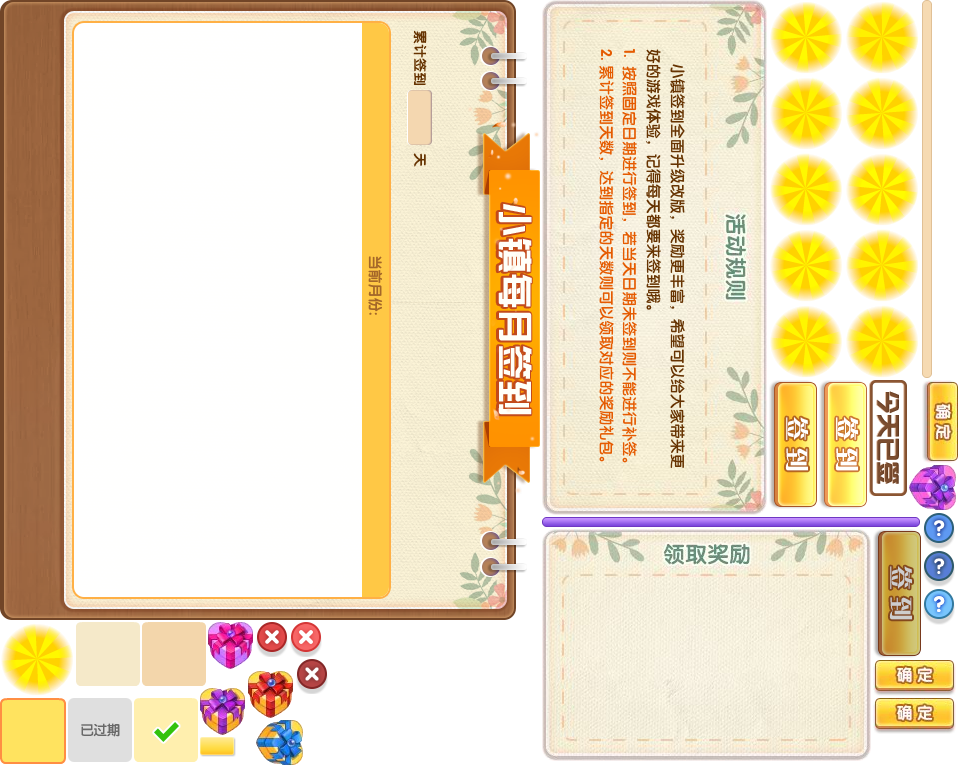 小镇每月签到
累计签到 天
当前月份:
活动规则
小镇签到全面升级改版，奖励更丰富，希望可以给大家带来更
好的游戏体验，记得每天都要来签到哦。
1. 按照固定日期进行签到，若当天日期未签到则不能进行补签。
2. 累计签到天数，达到指定的天数则可以领取对应的奖励礼包。
签到
签到
今天已签
确定
?
?
?
领取奖励
签到
确定
确定
已过期